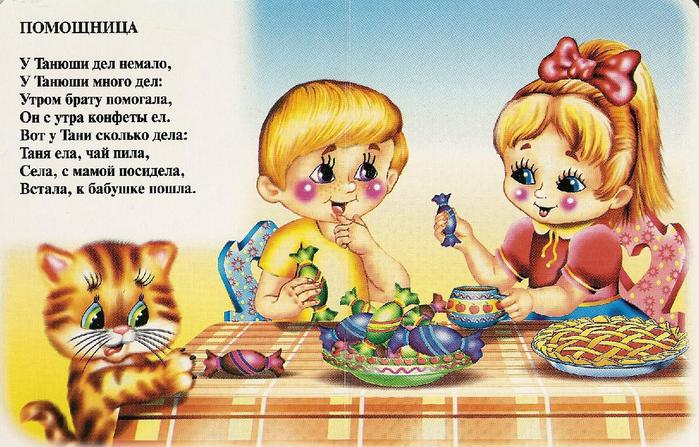 ПОМОЩНИЦА
У Танюши дел немало,
У Танюши много дел:
Утром брату помогала,
Он с утра конфеты ел.
Вот у Тани сколько дела:
Таня ела, чай пила,
Села, с мамой посидела,
Встала, к бабушке пошла.